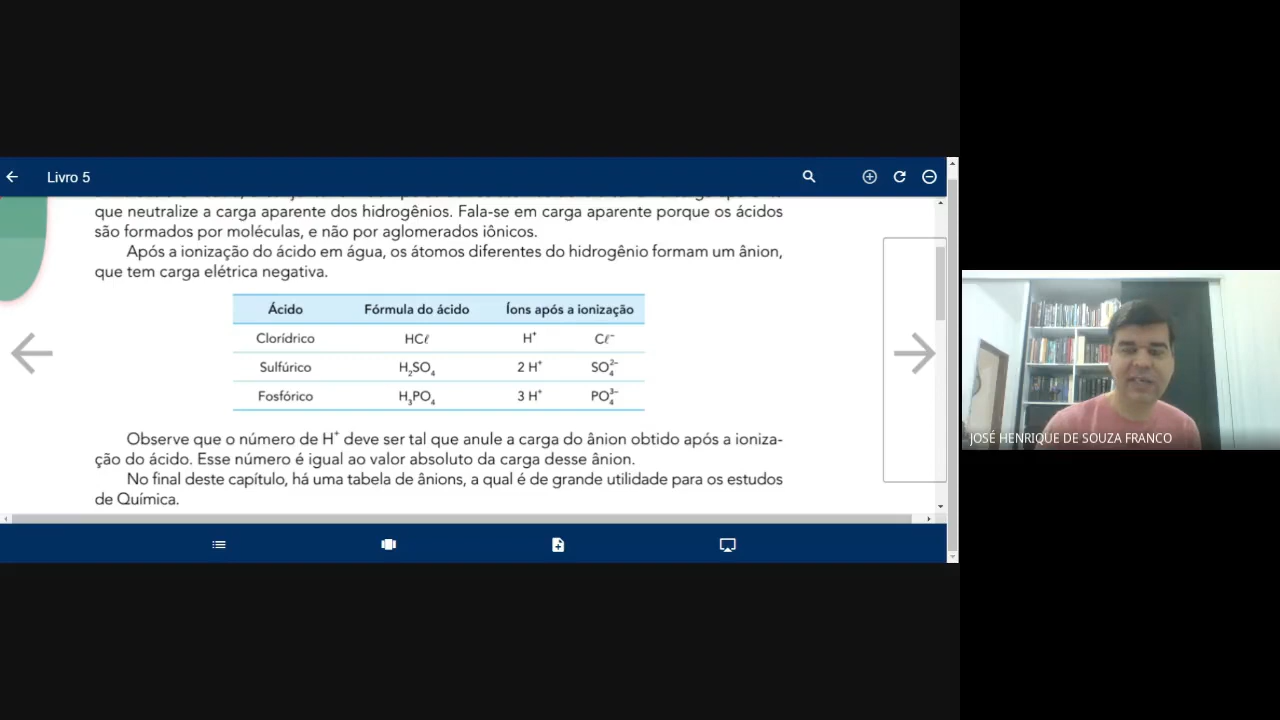 Livro 5
que neutralize a carga aparente dos hidrogênios. Fala-se em carga aparente porque os ácidos
são formados por moléculas, e não por aglomerados iônicos.
Após a ionização do ácido em água, os átomos diferentes do hidrogênio formam um ânion,
que tem carga elétrica negativa.
Ácido Fórmula do ácido Íons após a ionização
Clorídrico HCℓ H⁺ Cℓ⁻
Sulfúrico H₂SO₄ 2 H⁺ SO₄²⁻
Fosfórico H₃PO₄ 3 H⁺ PO₄³⁻
Observe que o número de H⁺ deve ser tal que anule a carga do ânion obtido após a ioniza-
ção do ácido. Esse número é igual ao valor absoluto da carga desse ânion.
No final deste capítulo, há uma tabela de ânions, a qual é de grande utilidade para os estudos
de Química.
JOSÉ HENRIQUE DE SOUZA FRANCO